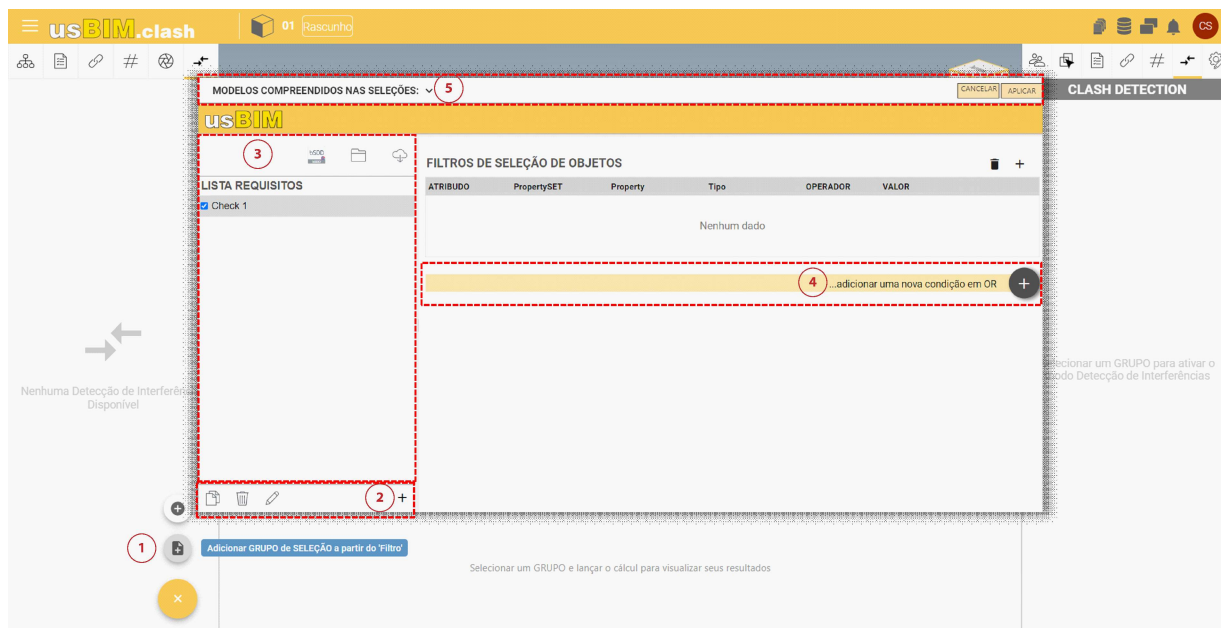 usBIM.clash
01 Rascunho
CS
MODELOS COMPREENDIDOS NAS SELEÇÕES:
5
CANCELAR
APLICAR
CLASH DETECTION
usBIM
3
FILTROS DE SELEÇÃO DE OBJETOS
LISTA REQUISITOS
ATRIBUDO PropertySET Property Tipo OPERADOR VALOR
Check 1
Nenhum dado
4 ...adicionar uma nova condição em OR
Nenhuma Detecção de Interferên
Disponível
ecionar um GRUPO para ativar o
odo Detecção de Interferências
2
1
Adicionar GRUPO de SELEÇÃO a partir do 'Filtro'
Selecionar um GRUPO e lançar o cálcul para visualizar seus resultados